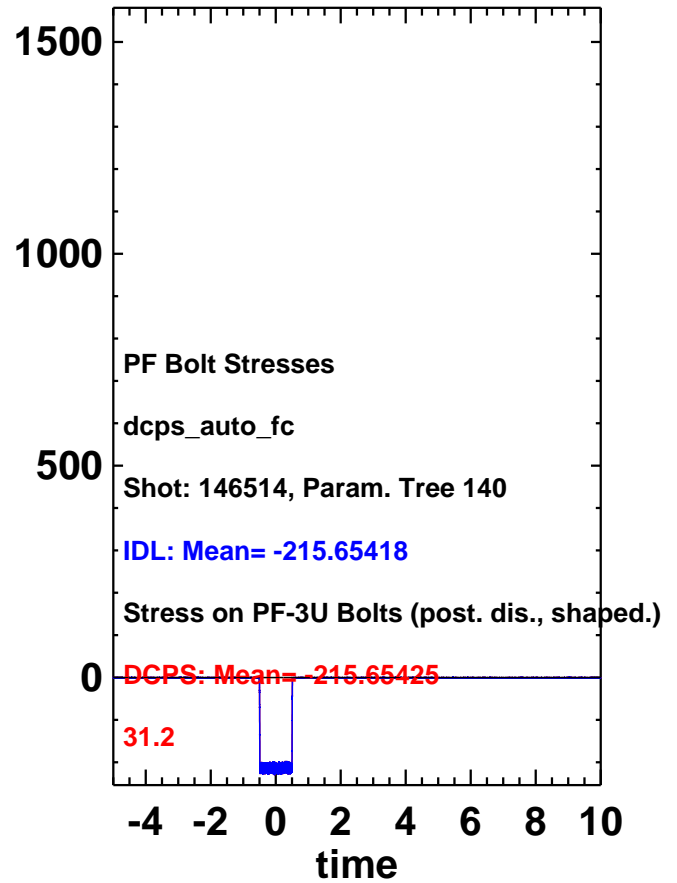 1500
1000
PF Bolt Stresses
dcps_auto_fc
500
Shot: 146514, Param. Tree 140
IDL: Mean= -215.65418
Stress on PF-3U Bolts (post. dis., shaped.)
0
DCPS: Mean= -215.65425
31.2
-4 -2 0 2 4 6 8 10
time